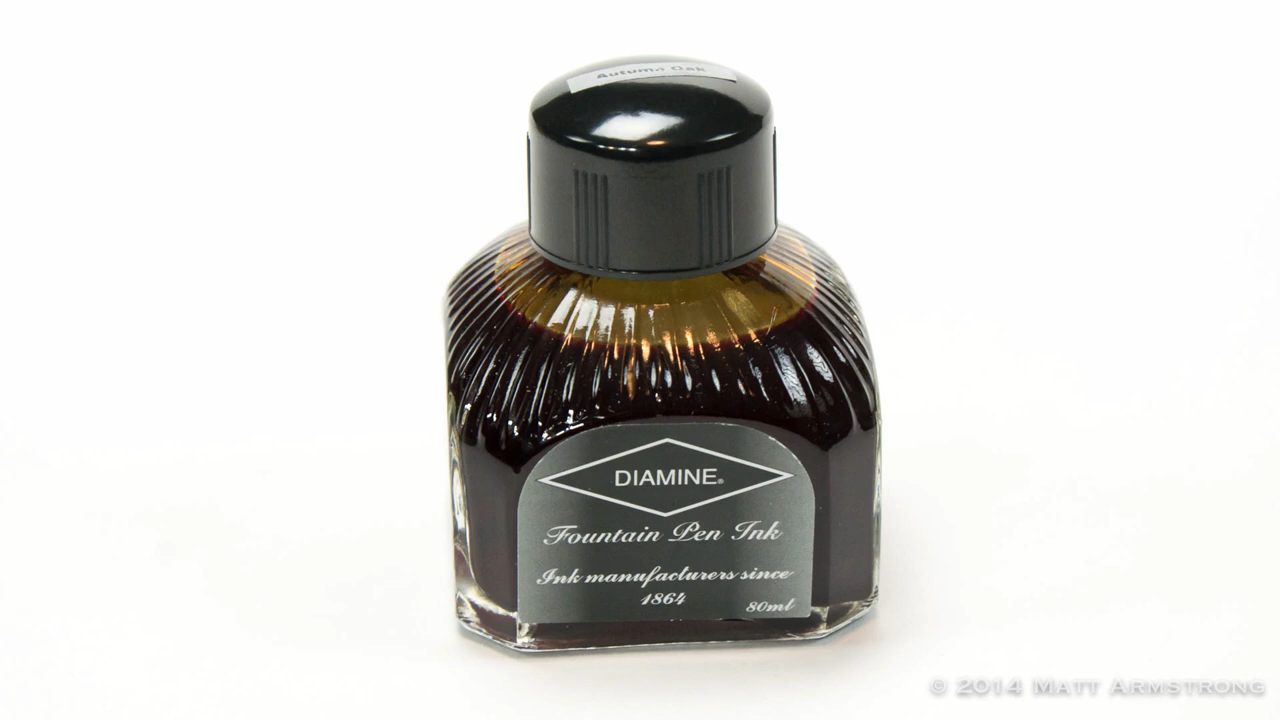 Autumn Oak
DIAMINE®
Fountain Pen Ink
Ink manufacturers since
1864 80ml
© 2014 Matt Armstrong